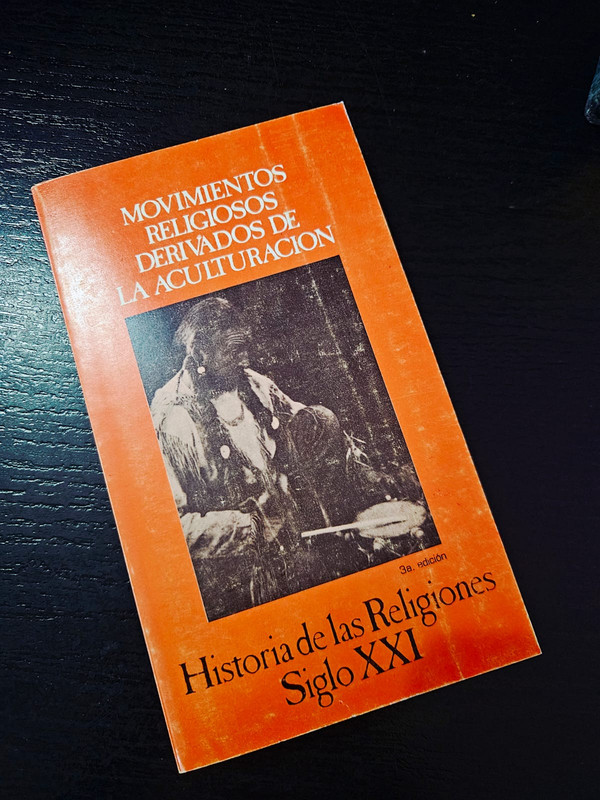 MOVIMIENTOS
RELIGIOSOS
DERIVADOS DE
LA ACULTURACION
3a. edición
Historia de las Religiones
Siglo XXI